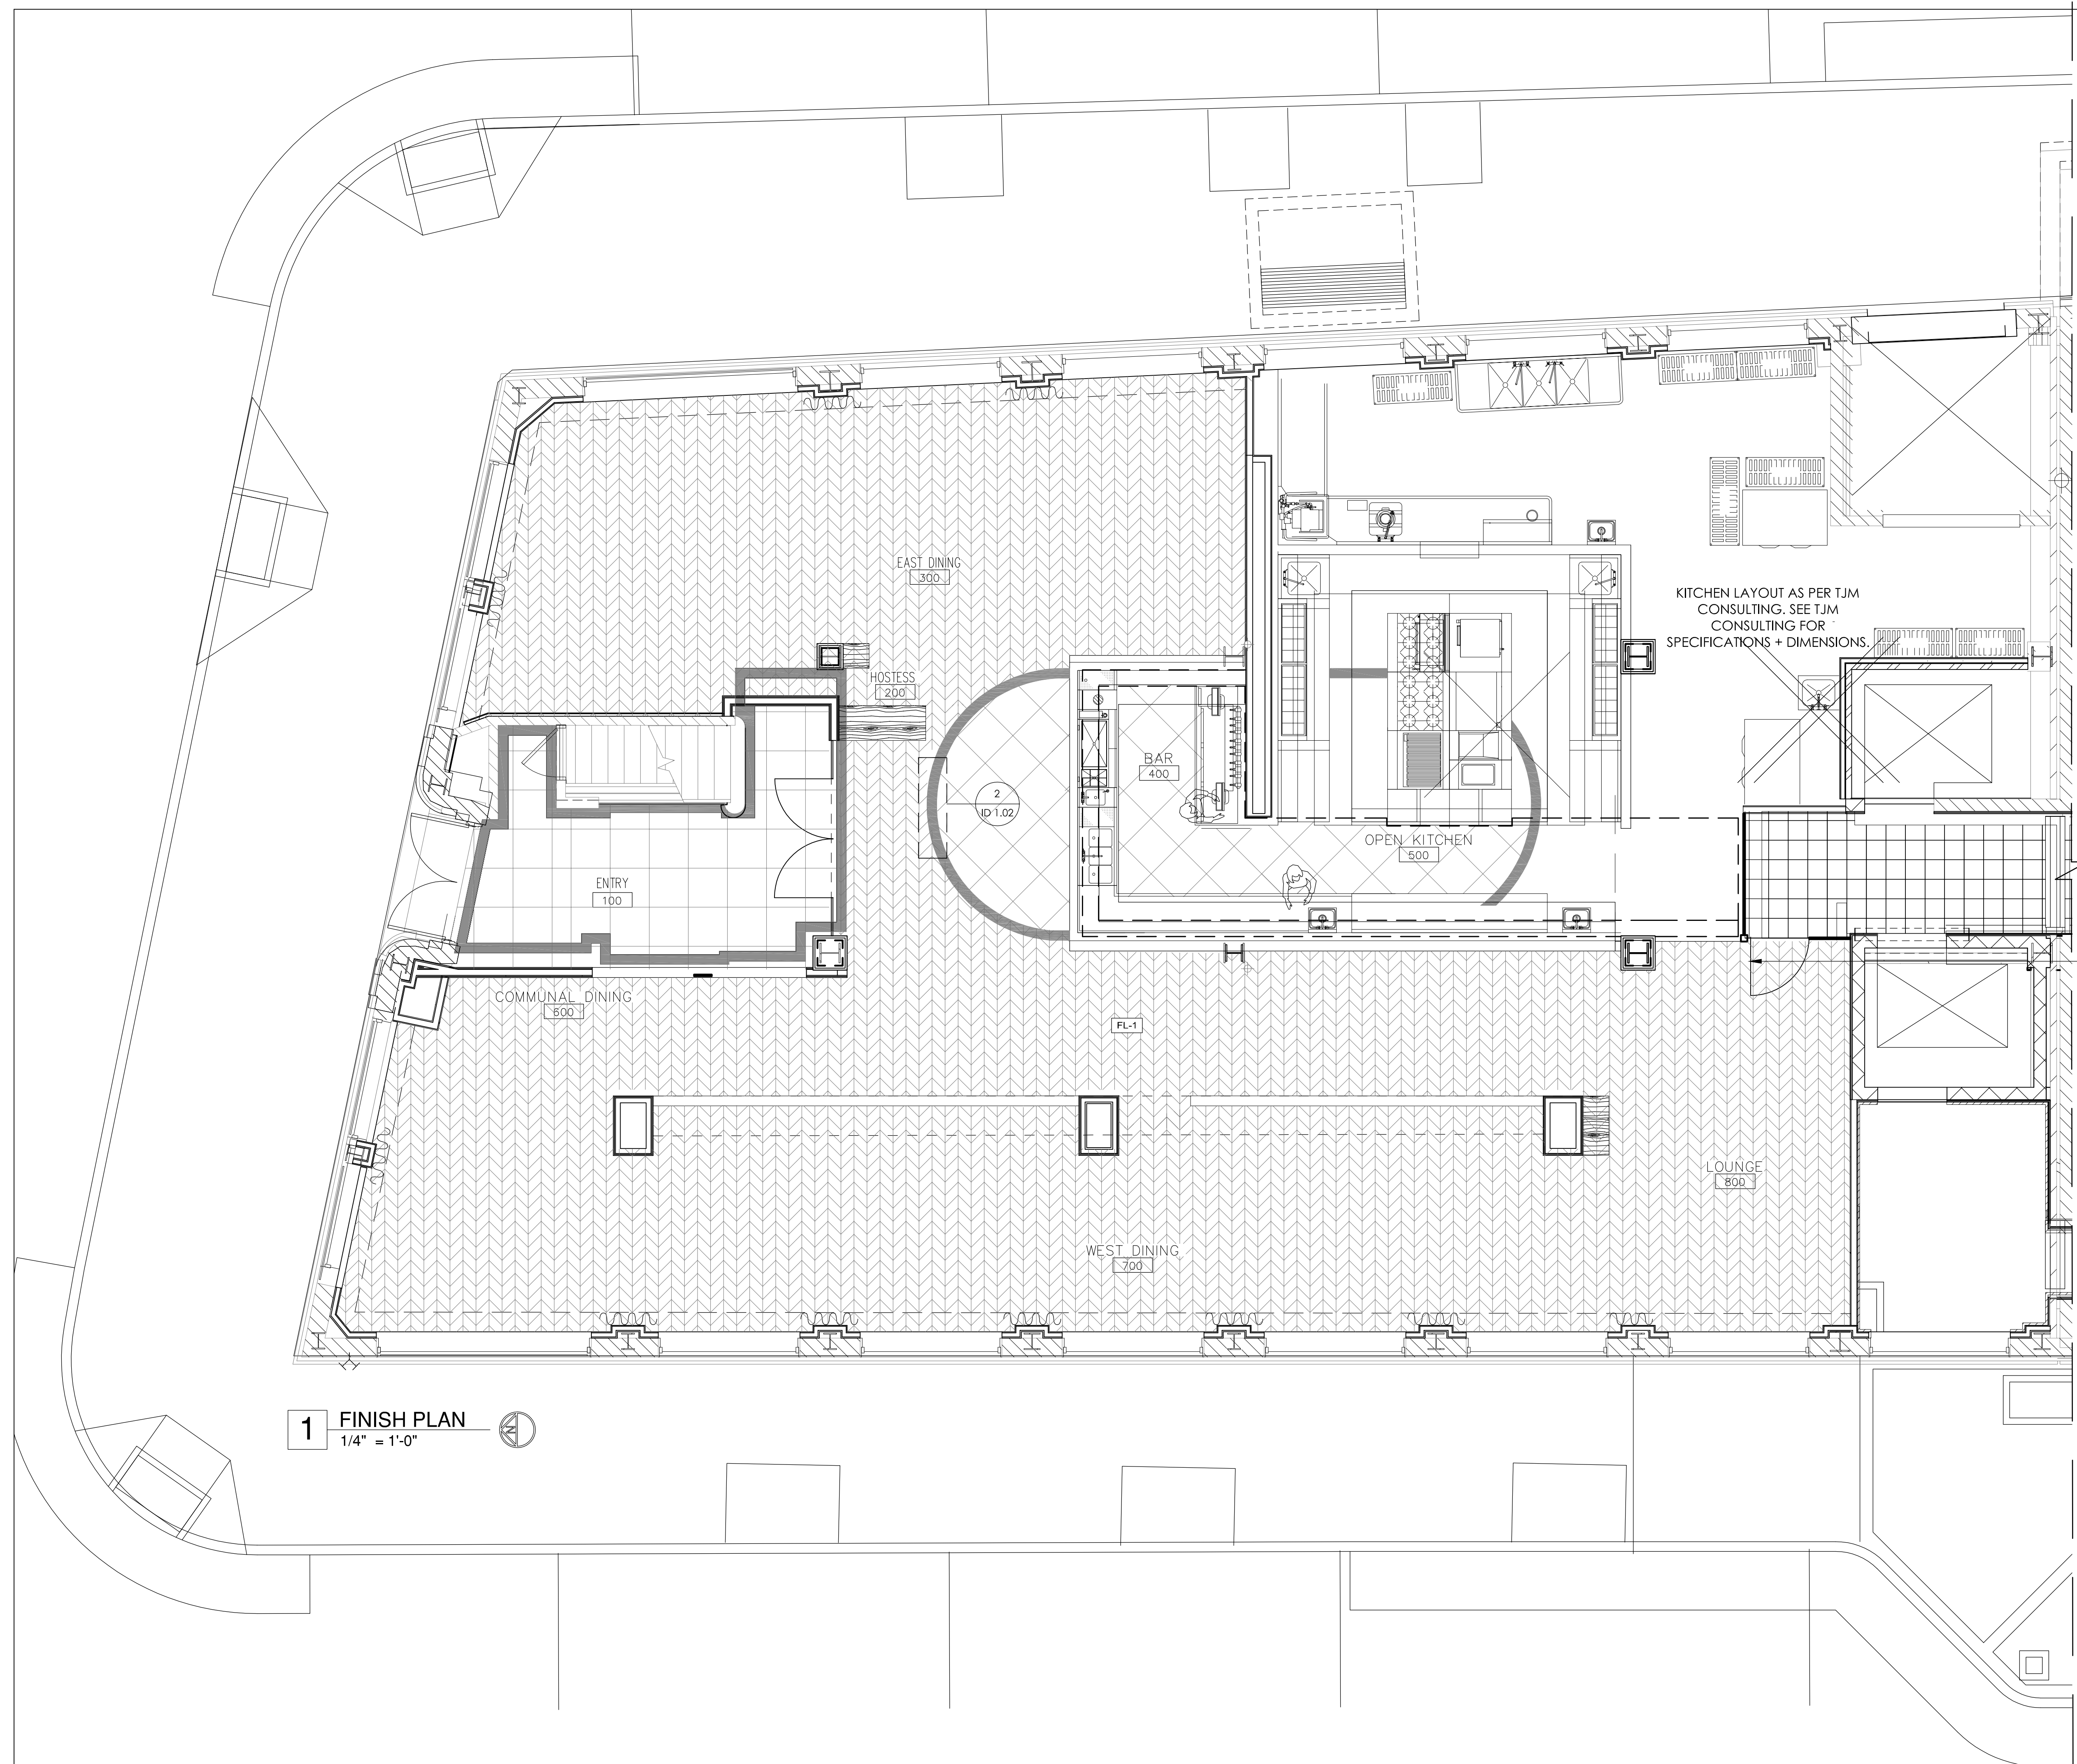 EAST DINING
300
KITCHEN LAYOUT AS PER TJM
CONSULTING. SEE TJM
CONSULTING FOR
SPECIFICATIONS + DIMENSIONS.
HOSTESS
200
BAR
400
2
ID 1.02
OPEN KITCHEN
500
ENTRY
100
COMMUNAL DINING
600
FL-1
LOUNGE
800
WEST DINING
700
1
FINISH PLAN
1/4" = 1'-0"
N